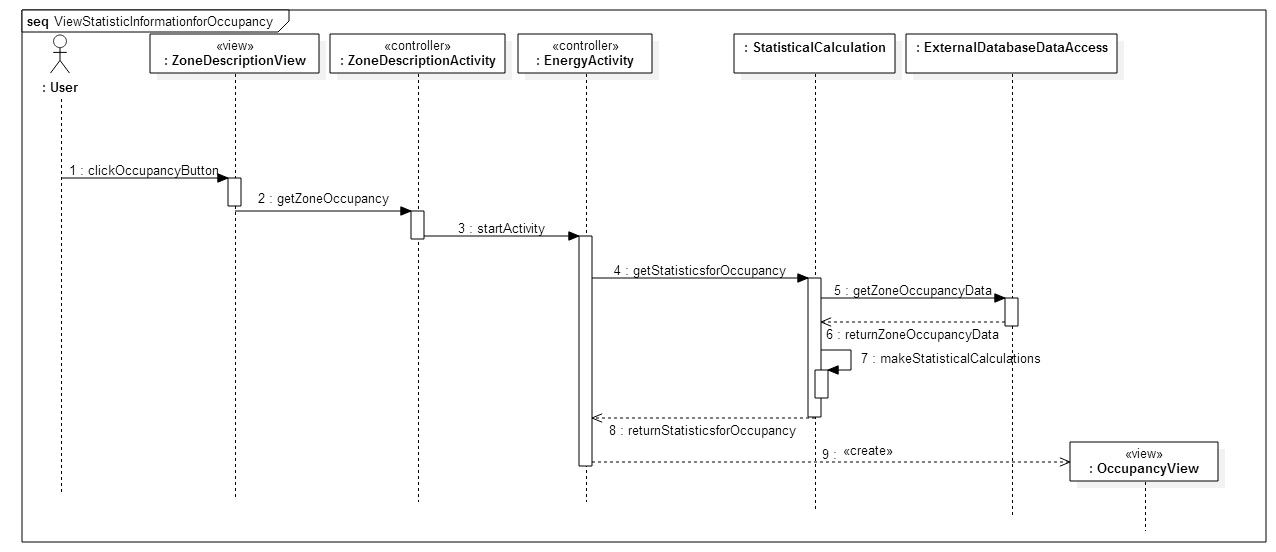 seq ViewStatisticInformationforOccupancy
: User
«view»
: ZoneDescriptionView
«controller»
: ZoneDescriptionActivity
«controller»
: EnergyActivity
: StatisticalCalculation
: ExternalDatabaseDataAccess
1 : clickOccupancyButton
2 : getZoneOccupancy
3 : startActivity
4 : getStatisticsforOccupancy
5 : getZoneOccupancyData
6 : returnZoneOccupancyData
7 : makeStatisticalCalculations
8 : returnStatisticsforOccupancy
9 : «create»
«view»
: OccupancyView